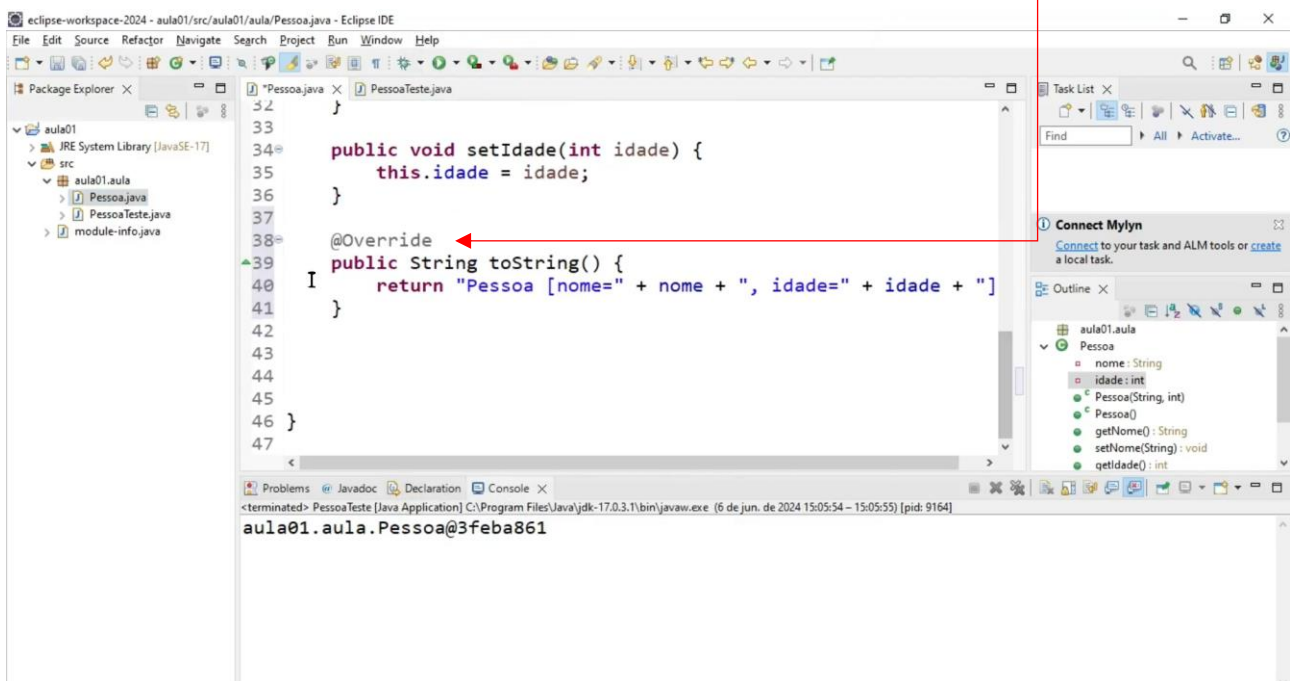 eclipse-workspace-2024 - aula01/src/aula01/aula/Pessoa.java - Eclipse IDE
File Edit Source Refactor Navigate Search Project Run Window Help
Package Explorer
aula01
JRE System Library [JavaSE-17]
src
aula01.aula
Pessoa.java
PessoaTeste.java
module-info.java
*Pessoa.java PessoaTeste.java
32 }
33
34 public void setIdade(int idade) {
35 this.idade = idade;
36 }
37
38 @Override
39 public String toString() {
40 return "Pessoa [nome=" + nome + ", idade=" + idade + "]
41 }
42
43
44
45
46 }
47
Task List
Find All Activate...
Connect Mylyn
Connect to your task and ALM tools or create
a local task.
Outline
aula01.aula
Pessoa
nome : String
idade : int
Pessoa(String, int)
Pessoa()
getNome() : String
setNome(String) : void
getIdade() : int
Problems Javadoc Declaration Console
<terminated> PessoaTeste [Java Application] C:\Program Files\Java\jdk-17.0.3.1\bin\javaw.exe (6 de jun. de 2024 15:05:54 – 15:05:55) [pid: 9164]
aula01.aula.Pessoa@3feba861